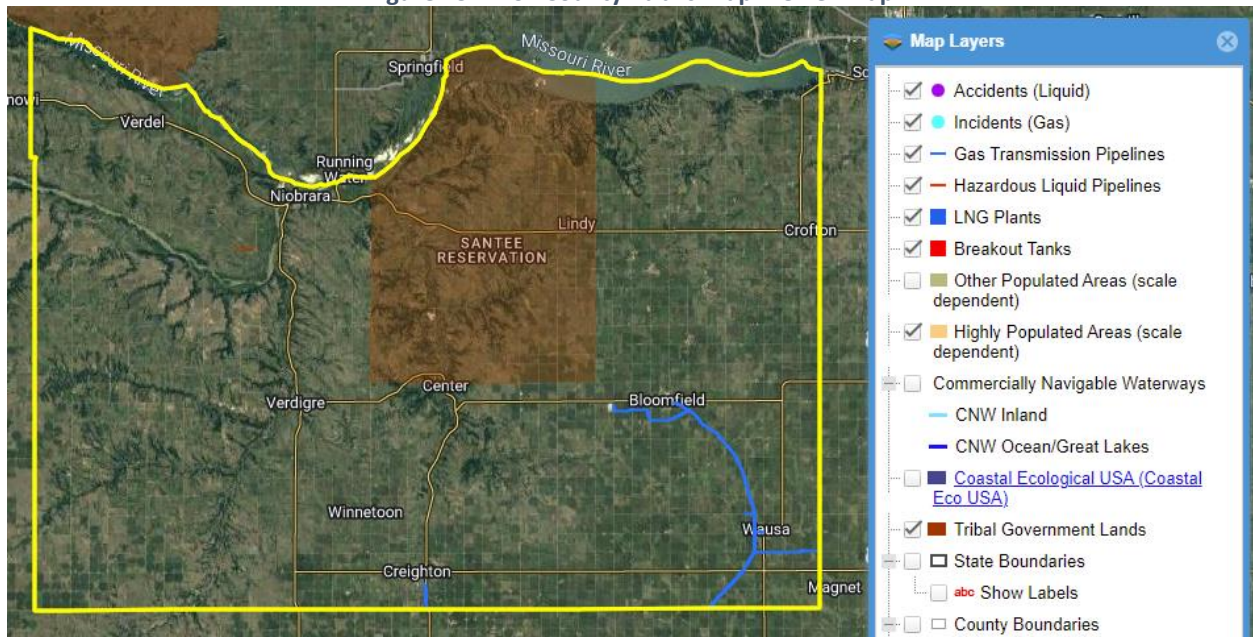 Missouri River
Missouri River
Springfield
Verdel
Running
Water
Niobrara
Lindy
Crofton
SANTEE
RESERVATION
Center
Verdigre
Bloomfield
Winnetoon
Wausa
Creighton
Magnet
Map Layers
Accidents (Liquid)
Incidents (Gas)
Gas Transmission Pipelines
Hazardous Liquid Pipelines
LNG Plants
Breakout Tanks
Other Populated Areas (scale
dependent)
Highly Populated Areas (scale
dependent)
Commercially Navigable Waterways
CNW Inland
CNW Ocean/Great Lakes
Coastal Ecological USA (Coastal
Eco USA)
Tribal Government Lands
State Boundaries
abc Show Labels
County Boundaries